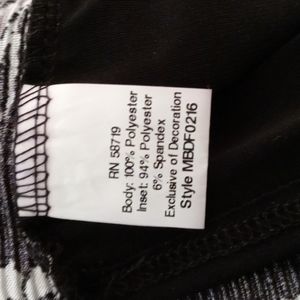 RN 58719
Body: 100% Polyester
Inset: 94% Polyester
6% Spandex
Exclusive of Decoration
Style MBDF0216